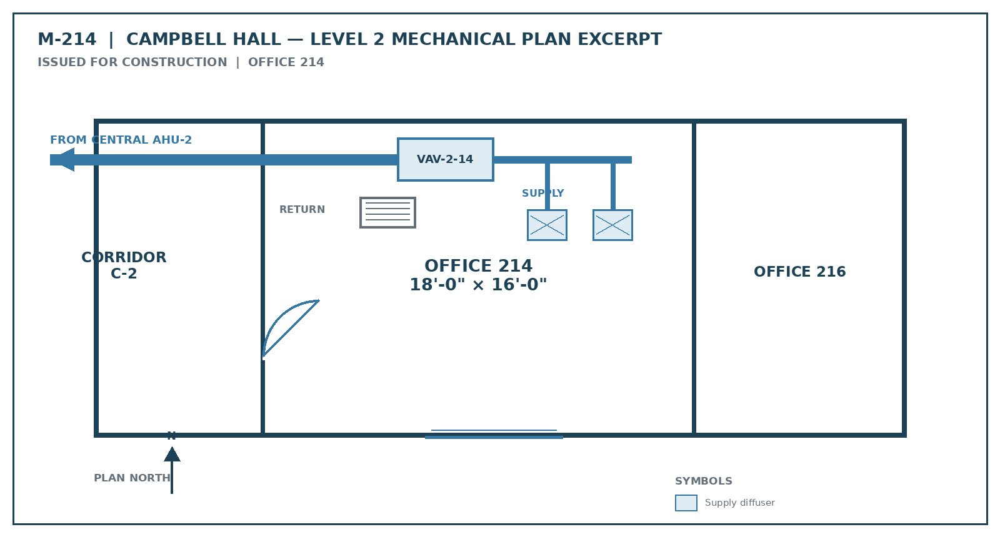 M-214 | CAMPBELL HALL — LEVEL 2 MECHANICAL PLAN EXCERPT
ISSUED FOR CONSTRUCTION | OFFICE 214
FROM CENTRAL AHU-2
VAV-2-14
SUPPLY
RETURN
CORRIDOR
C-2
OFFICE 214
18'-0" × 16'-0"
OFFICE 216
N
PLAN NORTH
SYMBOLS
Supply diffuser